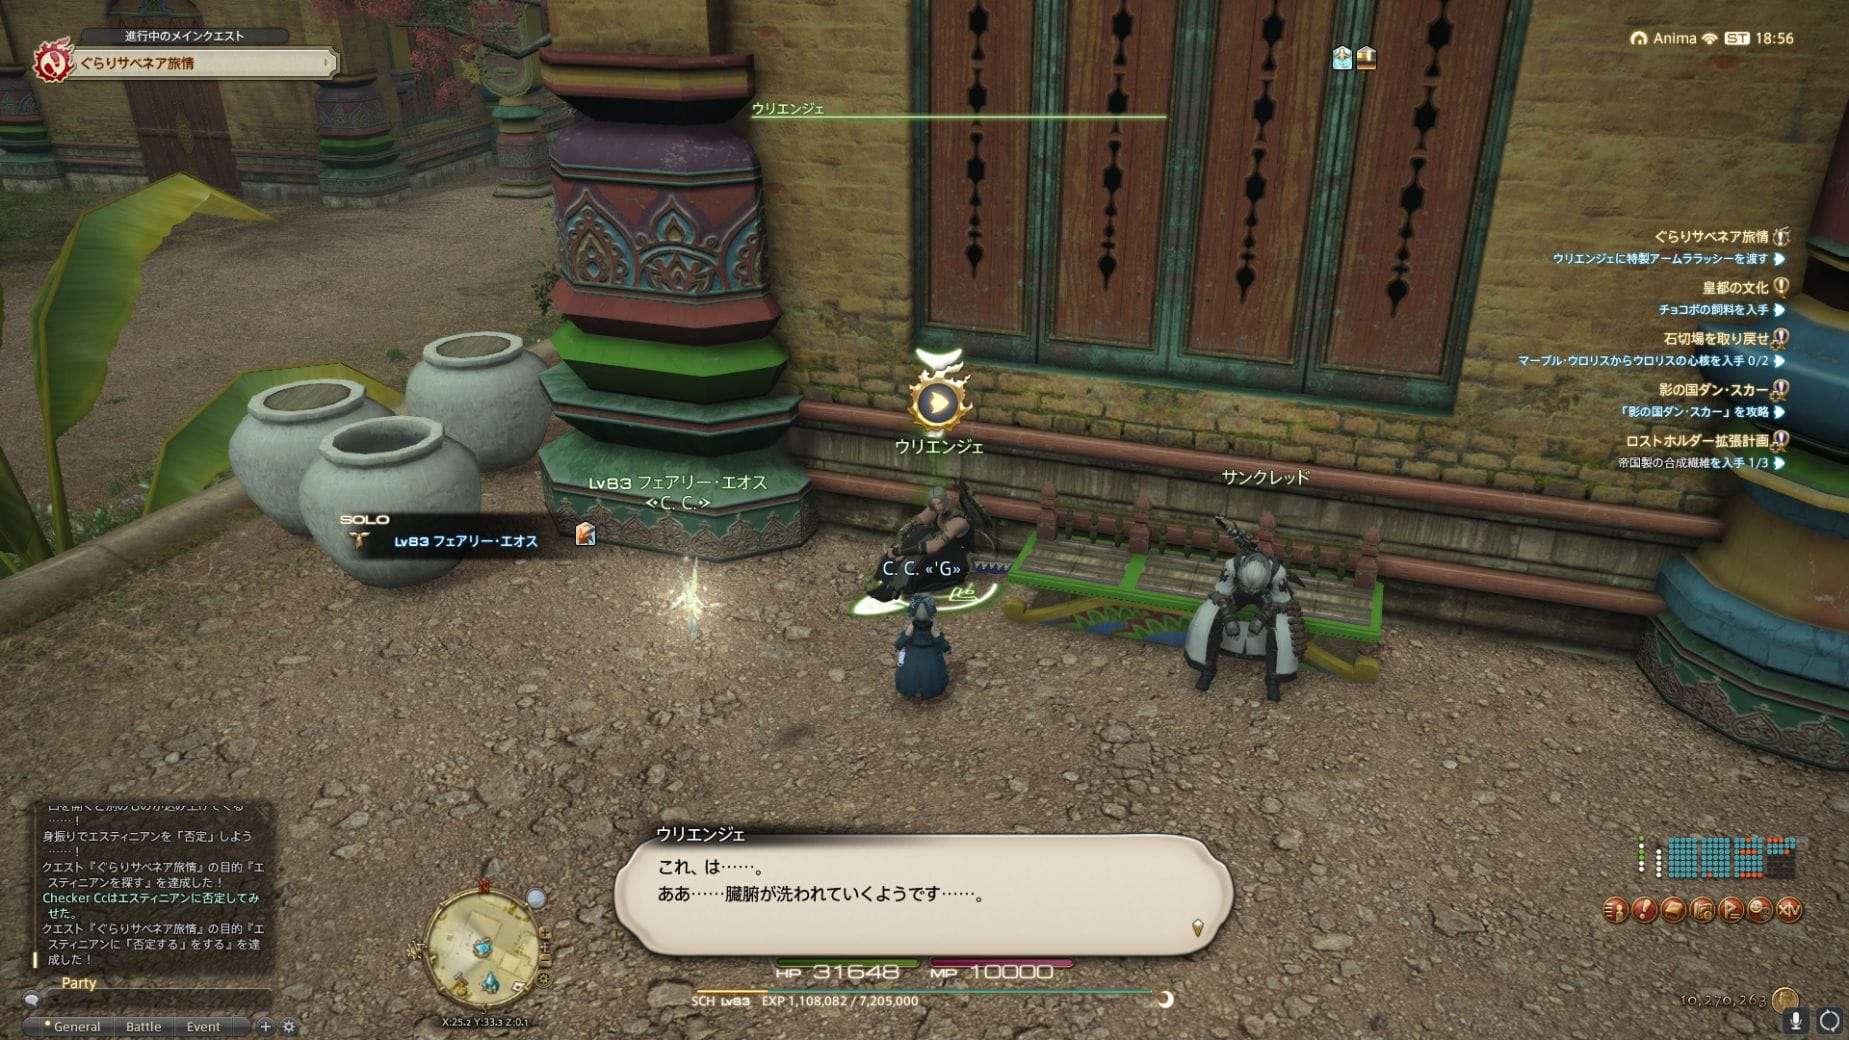 進行中のメインクエスト
ぐらりサベネア旅情
ウリエンジェ
Anima ST 18:56
ぐらりサベネア旅情
ウリエンジェに特製アームララッシーを渡す
皇都の文化
チョコボの飼料を入手
石切場を取り戻せ
マーブル・ウロリスからウロリスの心核を入手 0/2
影の国ダン・スカー
「影の国ダン・スカー」を攻略
ロストホルダー拡張計画
帝国製の合成繊維を入手 1/3
ウリエンジェ
サンクレッド
Lv83 フェアリー・エオス
<C. C.>
SOLO
Lv83 フェアリー・エオス
C. C. «'G»
……！
身振りでエスティニアンを「否定」しよう
……！
クエスト『ぐらりサベネア旅情』の目的『エ
スティニアンを探す』を達成した！
Checker Ccはエスティニアンに否定してみ
せた。
クエスト『ぐらりサベネア旅情』の目的『エ
スティニアンに「否定する」をする』を達
成した！
Party
General Battle Event
X:25.2 Y:33.3 Z:0.1
ウリエンジェ
これ、は……。
ああ……臓腑が洗われていくようです……。
HP 31648 MP 10000
SCH Lv83 EXP 1,108,082 / 7,205,000
10,270,263
XIV